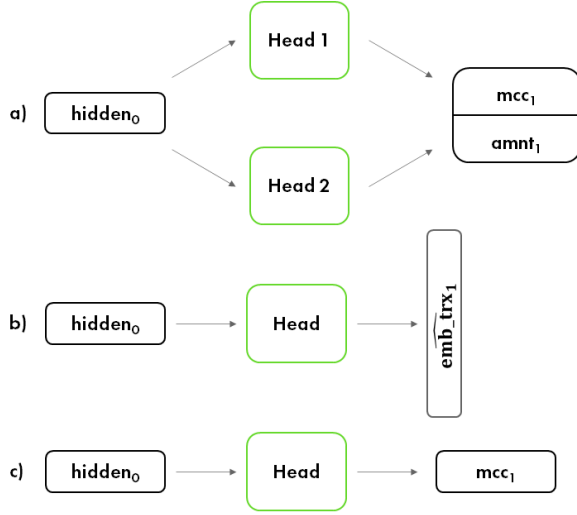 Head 1
a) hidden₀ mcc₁
amnt₁
Head 2
b) hidden₀ Head emb_trx₁
c) hidden₀ Head mcc₁